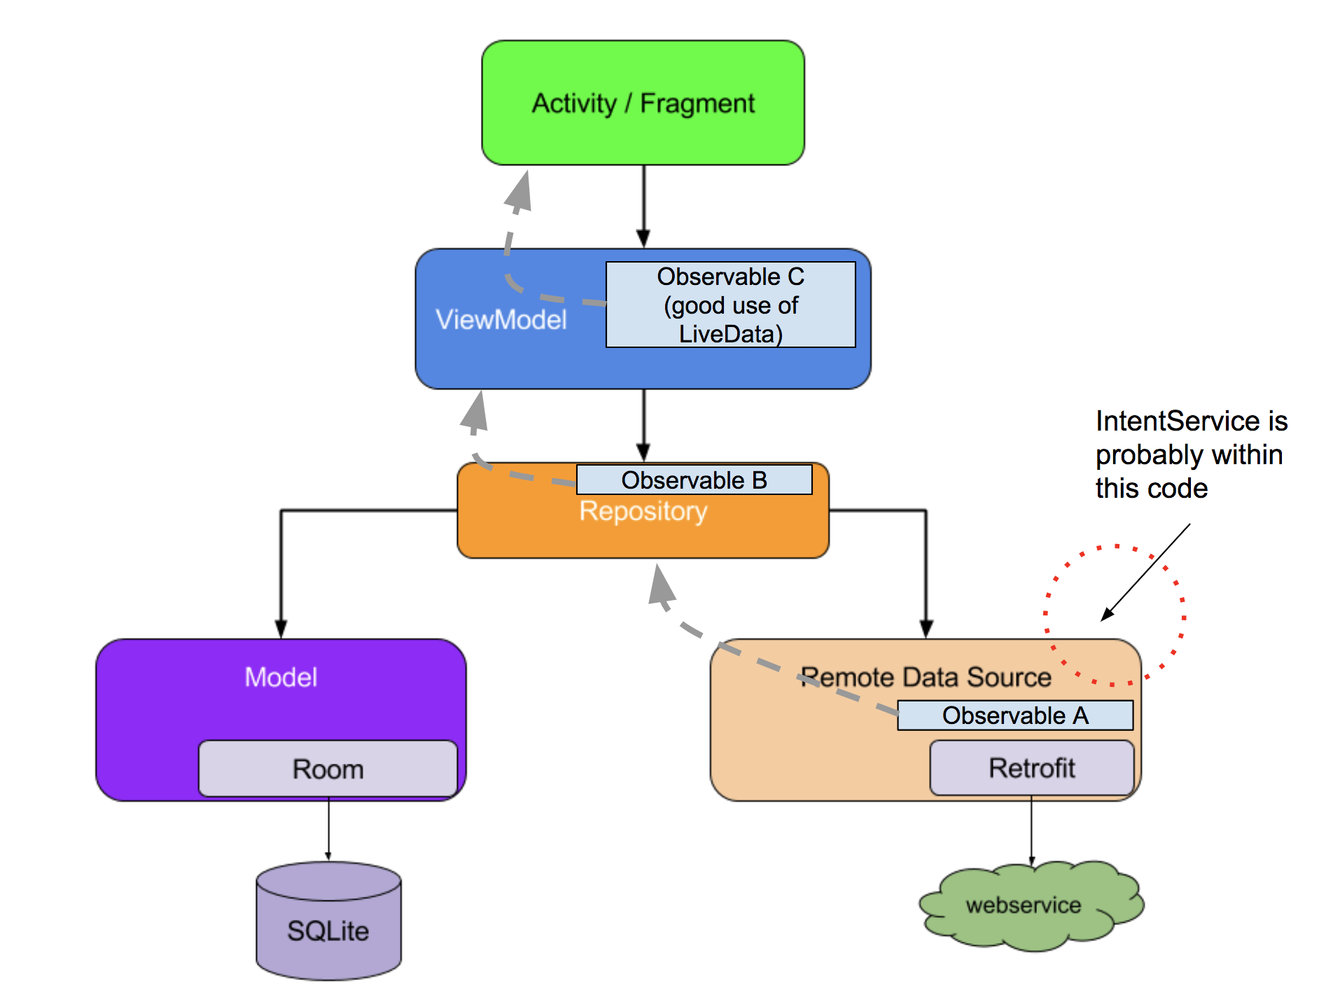 Activity / Fragment
Observable C
(good use of
LiveData)
ViewModel
IntentService is
probably within
this code
Observable B
Repository
Model
Remote Data Source
Observable A
Room
Retrofit
SQLite
webservice